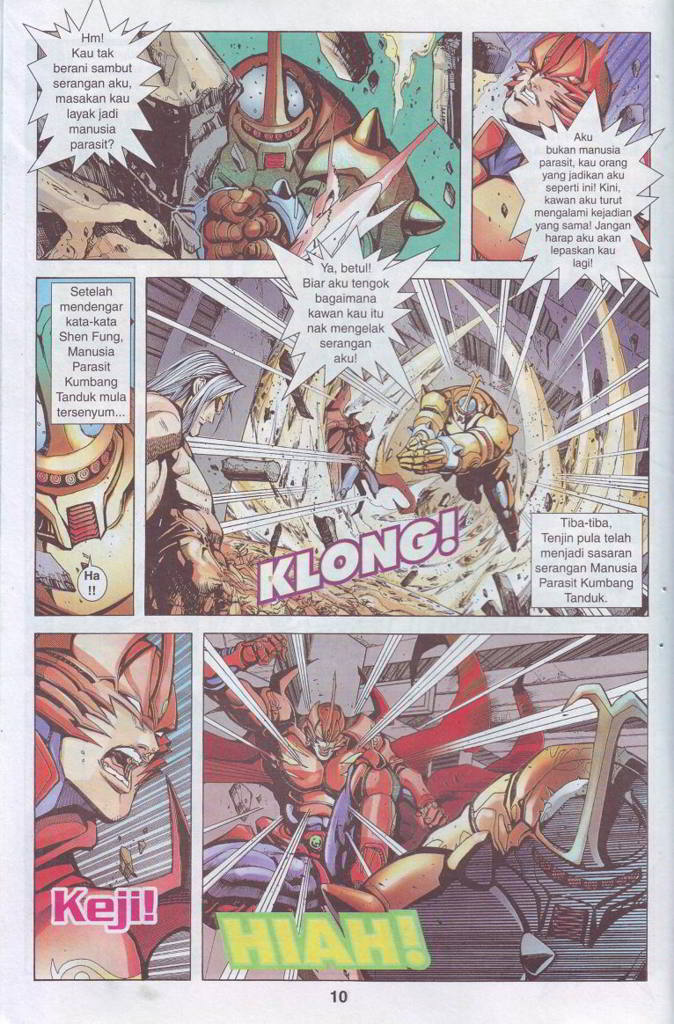 Hm!
Kau tak
berani sambut
serangan aku,
masakan kau
layak jadi
manusia
parasit?
Aku
bukan manusia
parasit, kau orang
yang jadikan aku
seperti ini! Kini,
kawan aku turut
mengalami kejadian
yang sama! Jangan
harap aku akan
lepaskan kau
lagi!
Setelah
mendengar
kata-kata
Shen Fung,
Manusia
Parasit
Kumbang
Tanduk mula
tersenyum...
Ha
!!
Ya, betul!
Biar aku tengok
bagaimana
kawan kau itu
nak mengelak
serangan
aku!
KLONG!
Tiba-tiba,
Tenjin pula telah
menjadi sasaran
serangan Manusia
Parasit Kumbang
Tanduk.
Keji!
HIAH!
10